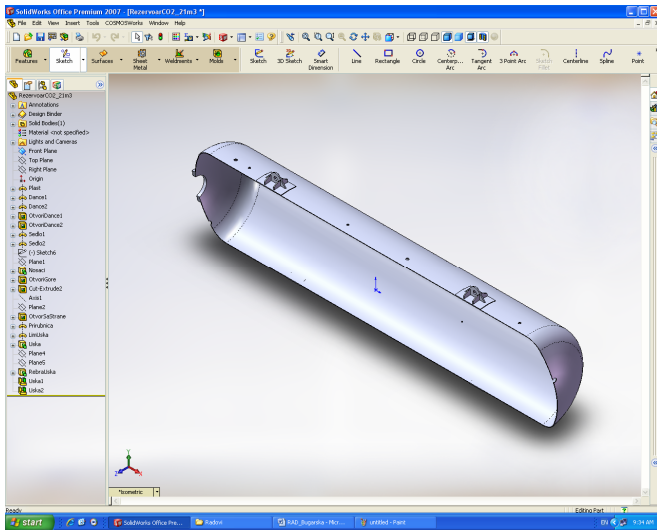 SolidWorks Office Premium 2007 - [RezervoarCO2_21m3 *]
File Edit View Insert Tools COSMOSWorks Window Help
Features Sketch Surfaces Sheet Metal Weldments Molds Sketch 3D Sketch Smart Dimension Line Rectangle Circle Centerp... Arc Tangent Arc 3 Point Arc Sketch Fillet Centerline Spline Point
RezervoarCO2_21m3
Annotations
Design Binder
Solid Bodies(1)
Material <not specified>
Lights and Cameras
Front Plane
Top Plane
Right Plane
Origin
Plast
Dance1
Dance2
OtvoriDance1
OtvoriDance2
Sedlo1
Sedlo2
(-) Sketch6
Plane1
Nosaci
OtvoriGore
Cut-Extrude2
Axis1
Plane2
OtvorSaStrane
Prirubnica
LimUska
Uska
Plane4
Plane5
RebraUska
Uska1
Uska2
Y
Z
X
*Isometric
Ready
Editing Part
start
SolidWorks Office Pre...
Radovi
RAD_Bugarska - Micr...
untitled - Paint
EN
9:34 AM